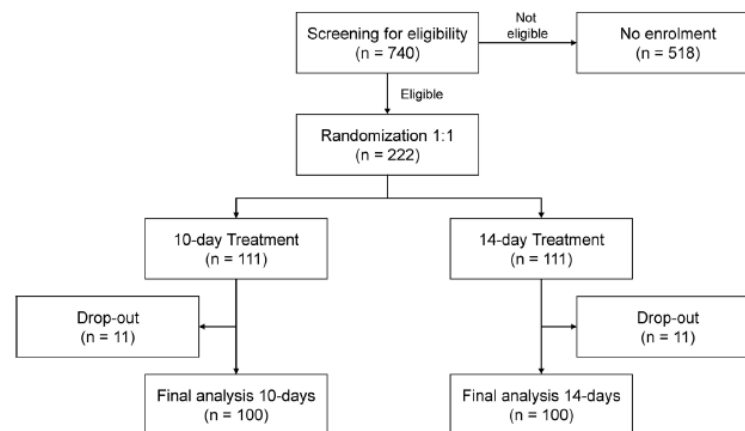 Screening for eligibility
(n = 740)
Not
eligible
No enrolment
(n = 518)
Eligible
Randomization 1:1
(n = 222)
10-day Treatment
(n = 111)
14-day Treatment
(n = 111)
Drop-out
(n = 11)
Drop-out
(n = 11)
Final analysis 10-days
(n = 100)
Final analysis 14-days
(n = 100)